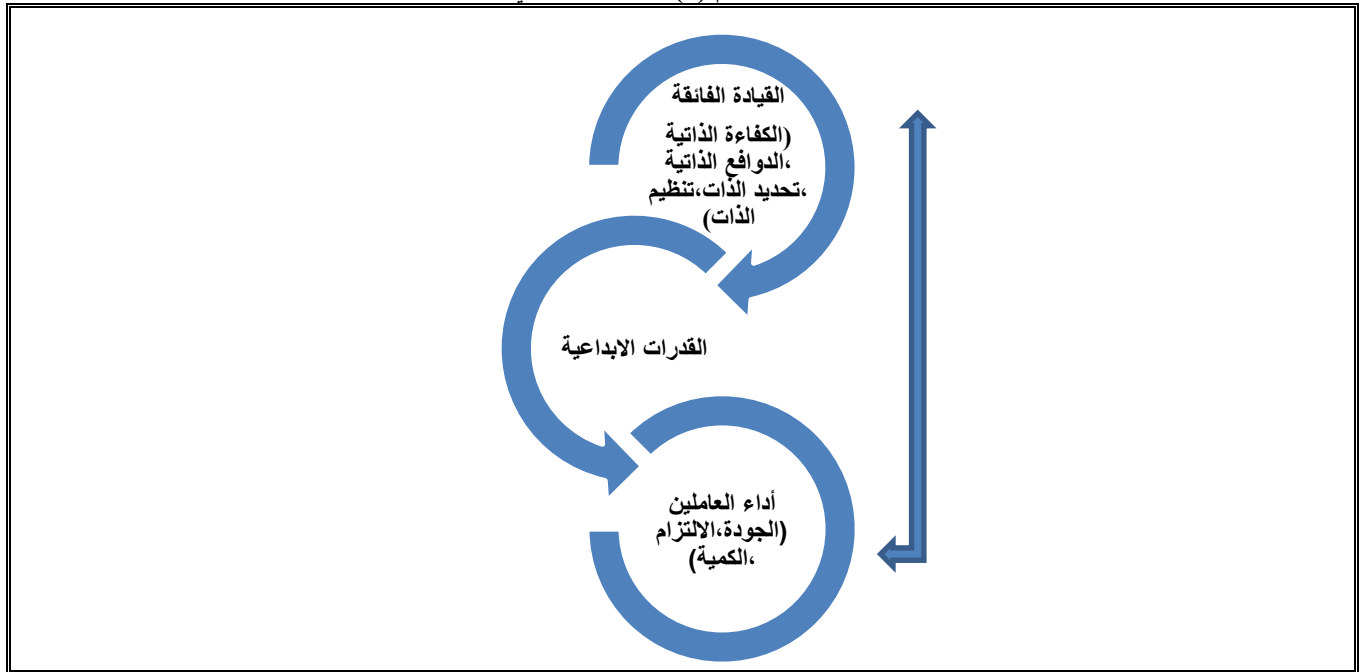 القيادة الفائقة
(الكفاءة الذاتية
،الدوافع الذاتية
،تحديد الذات،تنظيم
الذات)
القدرات الابداعية
أداء العاملين
(الجودة،الالتزام
،الكمية)